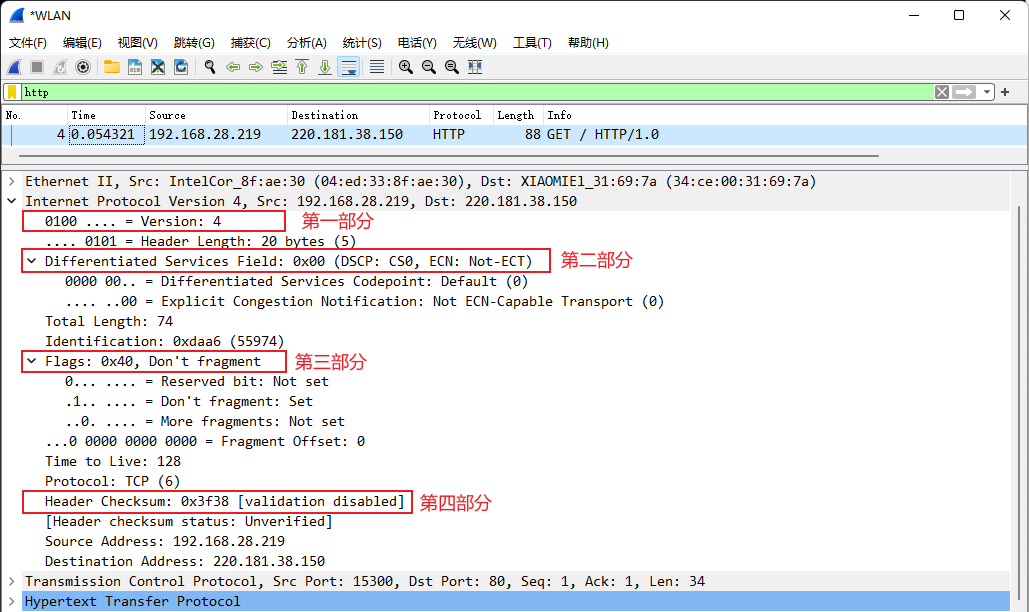 *WLAN
文件(F) 编辑(E) 视图(V) 跳转(G) 捕获(C) 分析(A) 统计(S) 电话(Y) 无线(W) 工具(T) 帮助(H)
http
No. Time Source Destination Protocol Length Info
4 0.054321 192.168.28.219 220.181.38.150 HTTP 88 GET / HTTP/1.0
Ethernet II, Src: IntelCor_8f:ae:30 (04:ed:33:8f:ae:30), Dst: XIAOMIEl_31:69:7a (34:ce:00:31:69:7a)
Internet Protocol Version 4, Src: 192.168.28.219, Dst: 220.181.38.150
0100 .... = Version: 4 第一部分
.... 0101 = Header Length: 20 bytes (5)
Differentiated Services Field: 0x00 (DSCP: CS0, ECN: Not-ECT) 第二部分
0000 00.. = Differentiated Services Codepoint: Default (0)
.... ..00 = Explicit Congestion Notification: Not ECN-Capable Transport (0)
Total Length: 74
Identification: 0xdaa6 (55974)
Flags: 0x40, Don't fragment 第三部分
0... .... = Reserved bit: Not set
.1.. .... = Don't fragment: Set
..0. .... = More fragments: Not set
...0 0000 0000 0000 = Fragment Offset: 0
Time to Live: 128
Protocol: TCP (6)
Header Checksum: 0x3f38 [validation disabled] 第四部分
[Header checksum status: Unverified]
Source Address: 192.168.28.219
Destination Address: 220.181.38.150
Transmission Control Protocol, Src Port: 15300, Dst Port: 80, Seq: 1, Ack: 1, Len: 34
Hypertext Transfer Protocol